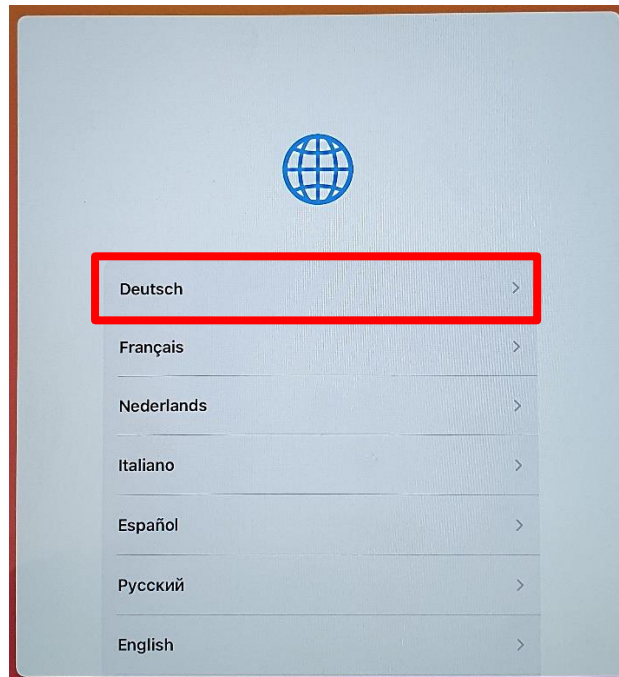 Deutsch
Français
Nederlands
Italiano
Español
Русский
English